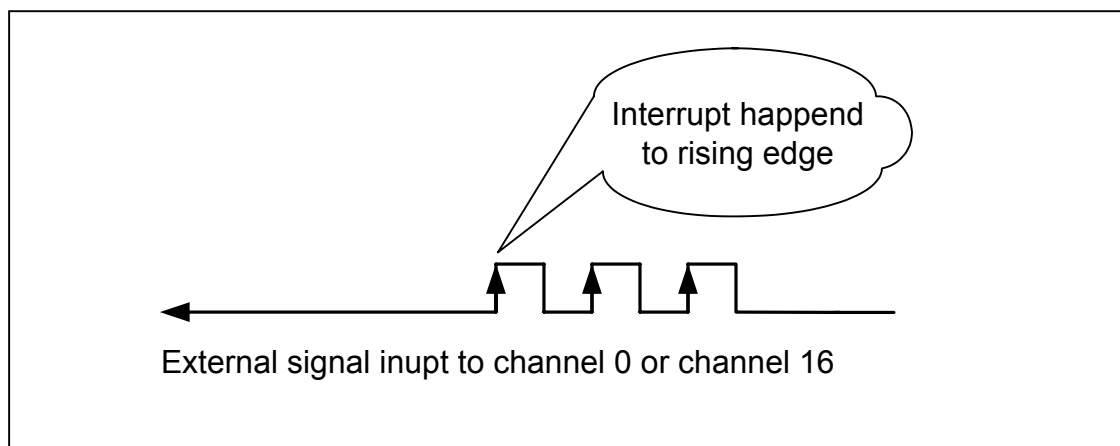 Interrupt happend
to rising edge
External signal inupt to channel 0 or channel 16